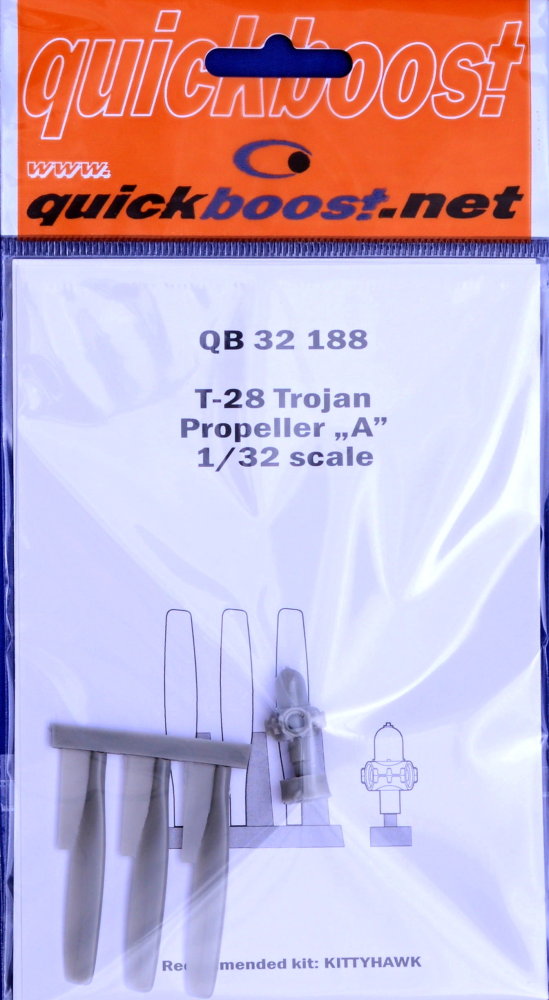 quickboost
www.
quickboost.net
QB 32 188
T-28 Trojan
Propeller „A”
1/32 scale
Recommended kit: KITTYHAWK